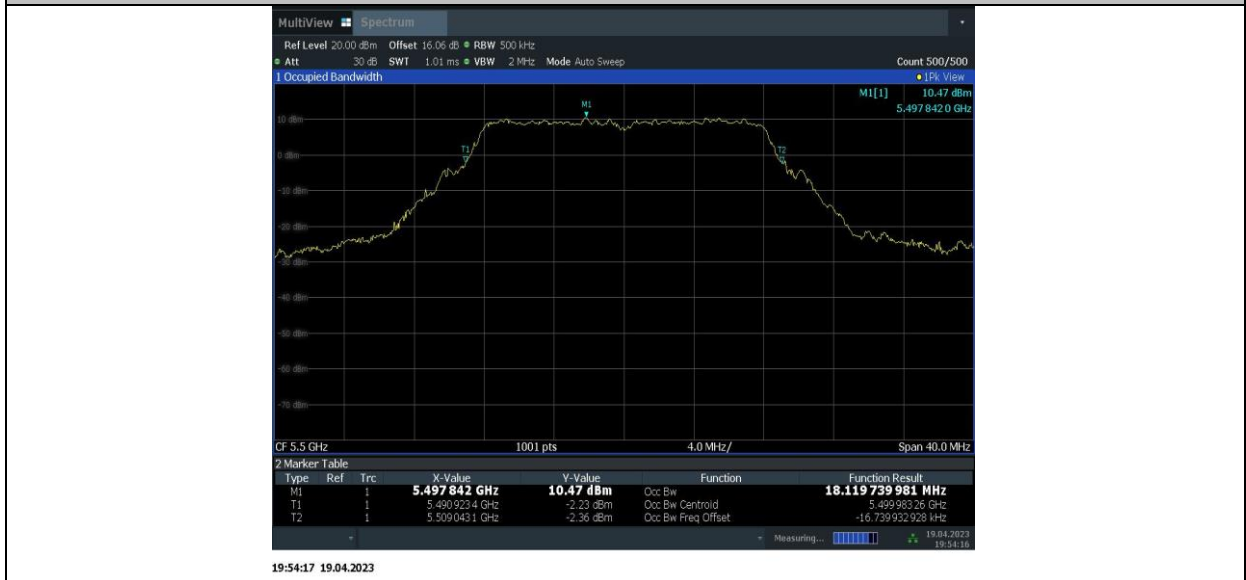 MultiView Spectrum
Ref Level 20.00 dBm Offset 16.06 dB RBW 500 kHz
Att 30 dB SWT 1.01 ms VBW 2 MHz Mode Auto Sweep Count 500/500
1 Occupied Bandwidth 1Pk View
M1[1] 10.47 dBm
5.497 842 0 GHz
M1
10 dBm
T1
T2
0 dBm
-10 dBm
-20 dBm
-30 dBm
-40 dBm
-50 dBm
-60 dBm
-70 dBm
CF 5.5 GHz 1001 pts 4.0 MHz/ Span 40.0 MHz
2 Marker Table
Type Ref Trc X-Value Y-Value Function Function Result
M1 1 5.497 842 GHz 10.47 dBm Occ Bw 18.119 739 981 MHz
T1 1 5.490 923 4 GHz -2.23 dBm Occ Bw Centroid 5.499 983 26 GHz
T2 1 5.509 043 1 GHz -2.36 dBm Occ Bw Freq Offset -16.739 932 928 kHz
Measuring... 19.04.2023
19:54:16
19:54:17 19.04.2023